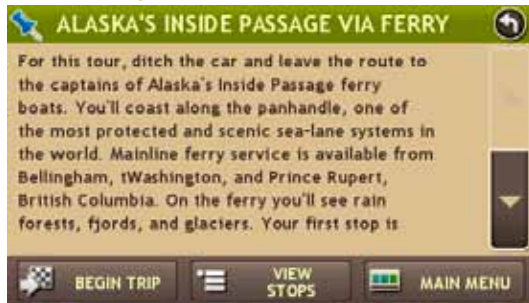 ALASKA'S INSIDE PASSAGE VIA FERRY
For this tour, ditch the car and leave the route to
the captains of Alaska's Inside Passage ferry
boats. You'll coast along the panhandle, one of
the most protected and scenic sea-lane systems in
the world. Mainline ferry service is available from
Bellingham, tWashington, and Prince Rupert,
British Columbia. On the ferry you'll see rain
forests, fjords, and glaciers. Your first stop is
BEGIN TRIP
VIEW
STOPS
MAIN MENU